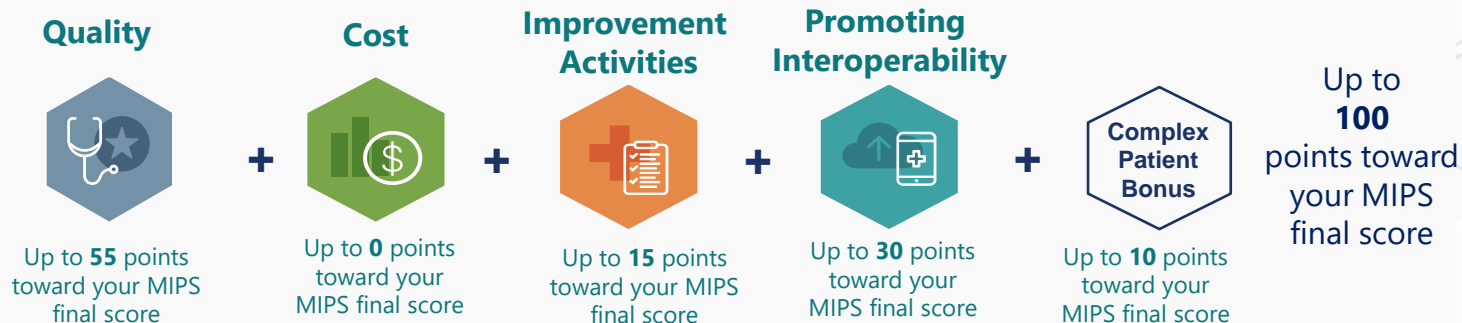 Quality
Up to 55 points
toward your MIPS
final score
+
Cost
$
Up to 0 points
toward your
MIPS final score
+
Improvement
Activities
Up to 15 points
toward your MIPS
final score
+
Promoting
Interoperability
Up to 30 points
toward your
MIPS final score
+
Complex
Patient
Bonus
Up to 10 points
toward your
MIPS final score
Up to
100
points toward
your MIPS
final score